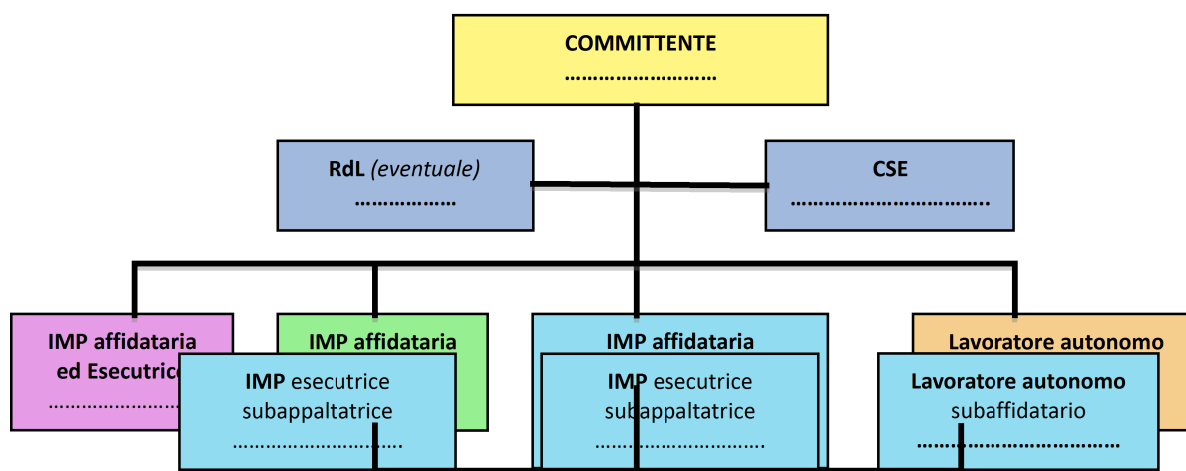 COMMITTENTE
……………………
RdL (eventuale)
………………
CSE
……………………………..
IMP affidataria
ed Esecutrice
……………………
IMP affidataria
IMP affidataria
Lavoratore autonomo
IMP esecutrice
subappaltatrice
……………………….
IMP esecutrice
subappaltatrice
……………………….
Lavoratore autonomo
subaffidatario
……………………………